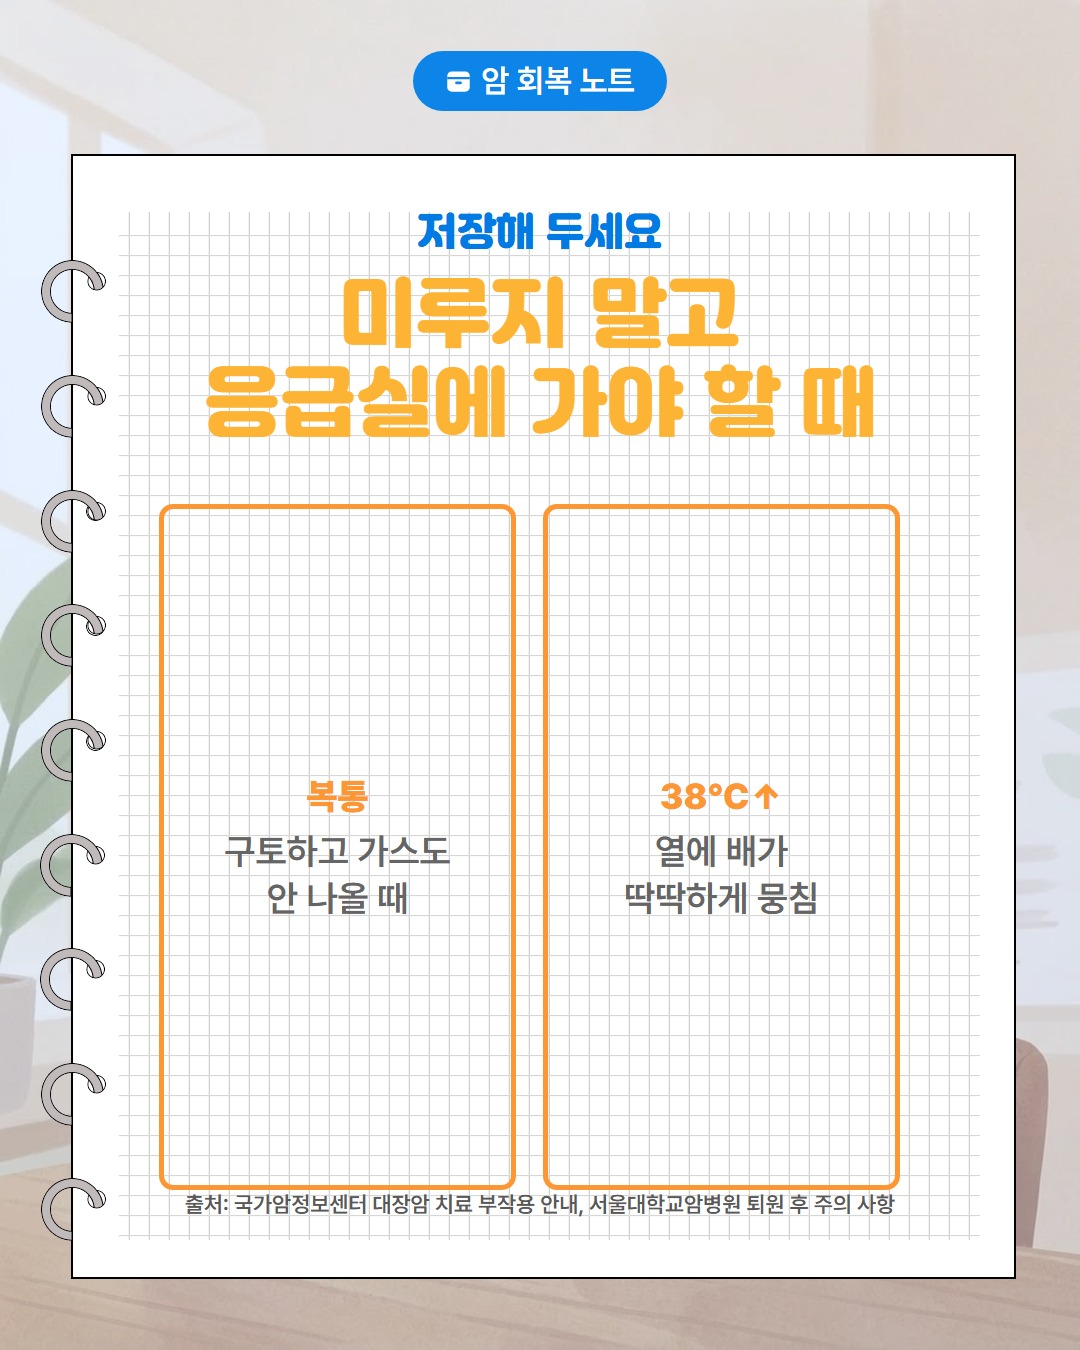 암 회복 노트
저장해 두세요
미루지 말고
응급실에 가야 할 때
복통
구토하고 가스도
안 나올 때
38°C↑
열에 배가
딱딱하게 뭉침
출처: 국가암정보센터 대장암 치료 부작용 안내, 서울대학교암병원 퇴원 후 주의 사항